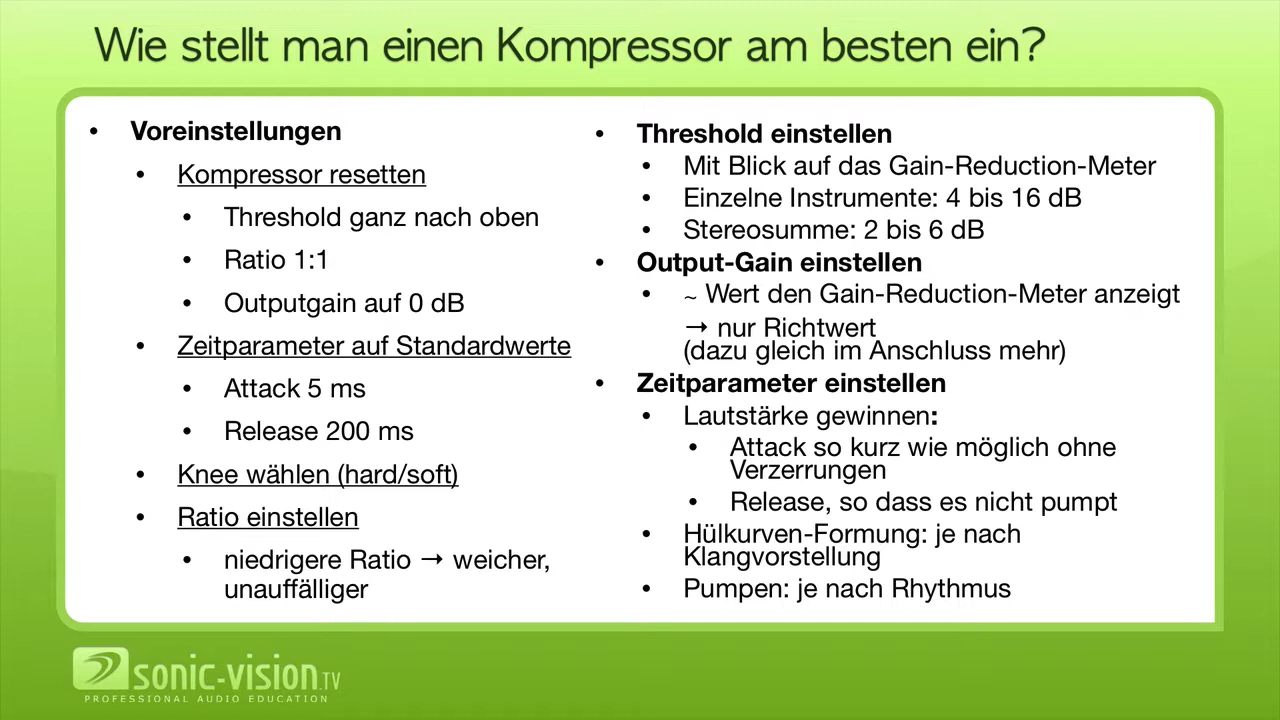 Wie stellt man einen Kompressor am besten ein?
• Voreinstellungen
• Kompressor resetten
• Threshold ganz nach oben
• Ratio 1:1
• Outputgain auf 0 dB
• Zeitparameter auf Standardwerte
• Attack 5 ms
• Release 200 ms
• Knee wählen (hard/soft)
• Ratio einstellen
• niedrigere Ratio → weicher,
unauffälliger
• Threshold einstellen
• Mit Blick auf das Gain-Reduction-Meter
• Einzelne Instrumente: 4 bis 16 dB
• Stereosumme: 2 bis 6 dB
• Output-Gain einstellen
• ~ Wert den Gain-Reduction-Meter anzeigt
→ nur Richtwert
(dazu gleich im Anschluss mehr)
• Zeitparameter einstellen
• Lautstärke gewinnen:
• Attack so kurz wie möglich ohne
Verzerrungen
• Release, so dass es nicht pumpt
• Hülkurven-Formung: je nach
Klangvorstellung
• Pumpen: je nach Rhythmus
sonic-vision.TV
PROFESSIONAL AUDIO EDUCATION